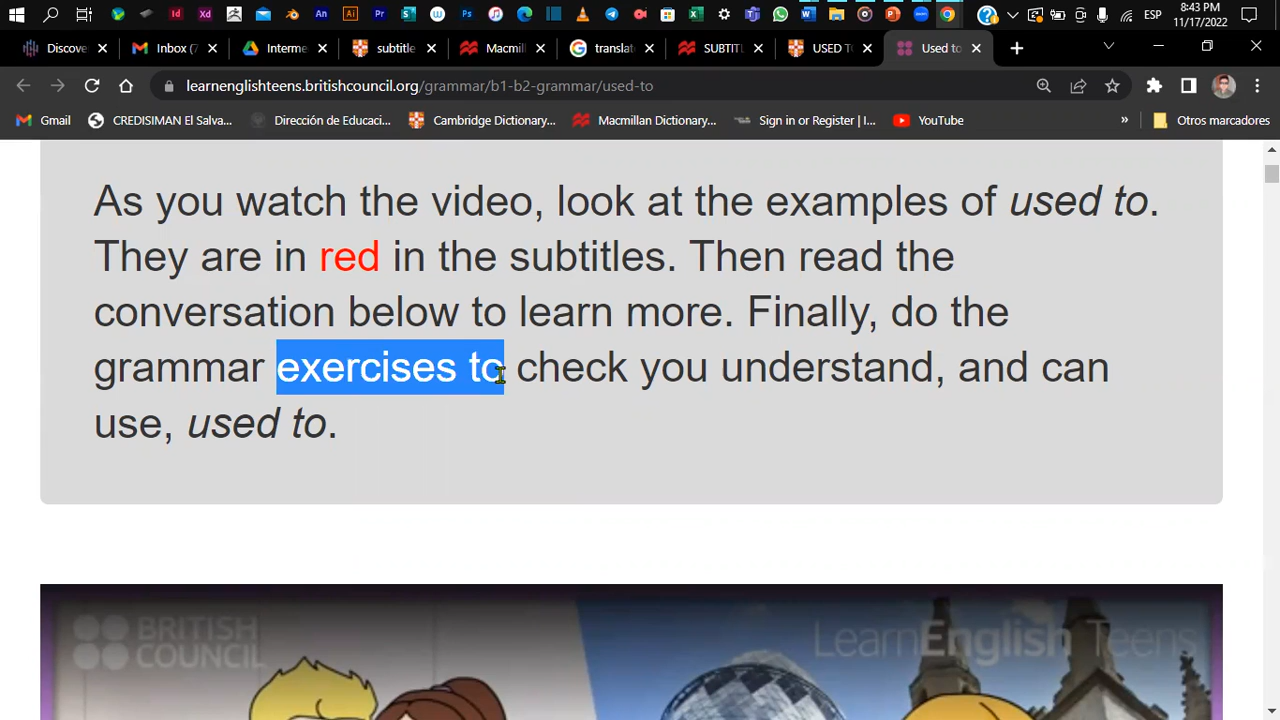 ESP
8:43 PM
11/17/2022
Discove
Inbox (7
Interme
subtitle
Macmil
translat
SUBTIT
USED T
Used to
learnenglishteens.britishcouncil.org/grammar/b1-b2-grammar/used-to
Gmail
CREDISIMAN El Salva...
Dirección de Educaci...
Cambridge Dictionary...
Macmillan Dictionary...
Sign in or Register | I...
YouTube
»
Otros marcadores
As you watch the video, look at the examples of used to.
They are in red in the subtitles. Then read the
conversation below to learn more. Finally, do the
grammar exercises to check you understand, and can
use, used to.
BRITISH
COUNCIL
LearnEnglish Teens